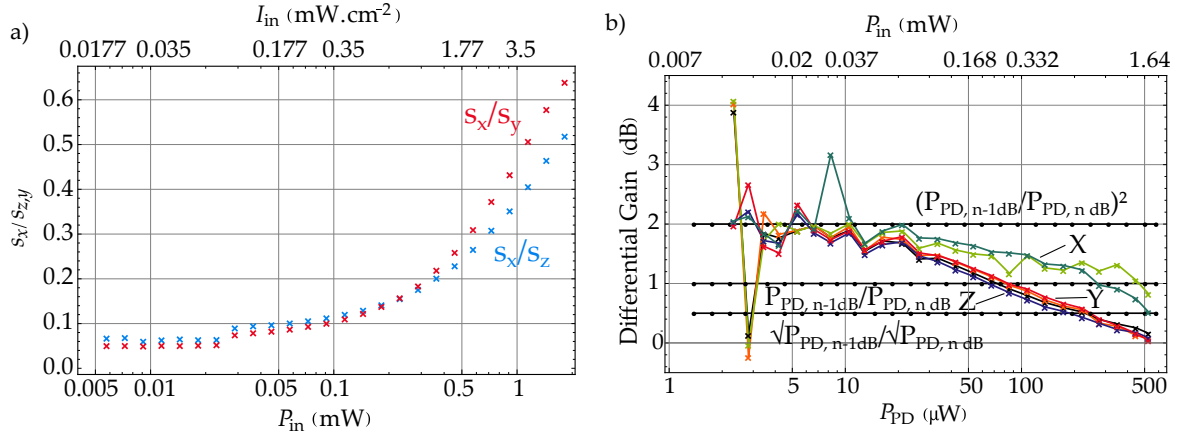 a)
I_in (mW.cm⁻²)
0.0177 0.035 0.177 0.35 1.77 3.5
s_x/s_z,y
0.6
0.5
0.4
0.3
0.2
0.1
0.0
s_x/s_y
s_x/s_z
0.005 0.01 0.05 0.1 0.5 1
P_in (mW)
b)
P_in (mW)
0.007 0.02 0.037 0.168 0.332 1.64
Differential Gain (dB)
4
3
2
1
0
(P_PD, n-1dB/P_PD, n dB)²
X
P_PD, n-1dB/P_PD, n dB
Z
Y
√P_PD, n-1dB/√P_PD, n dB
1 5 10 50 100 500
P_PD (μW)